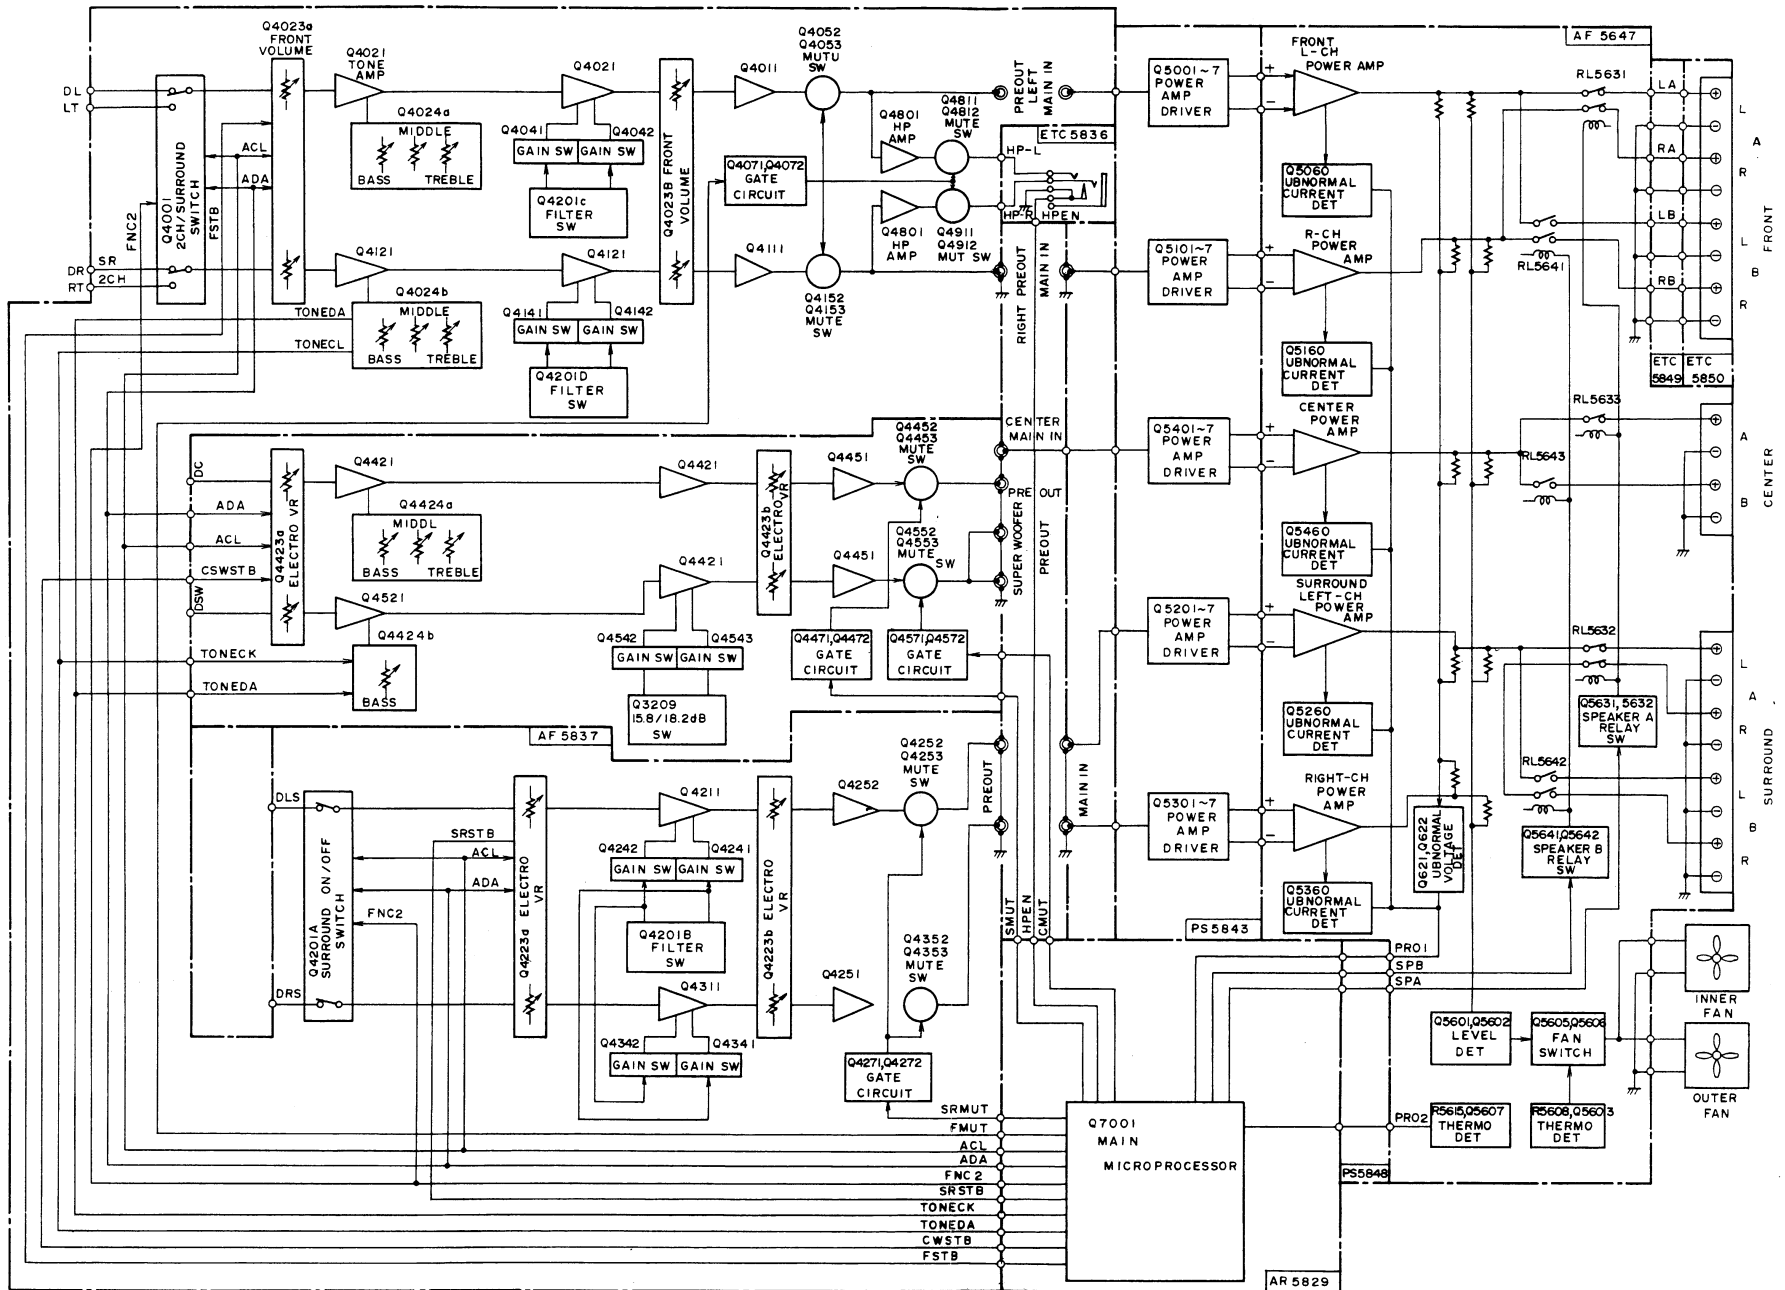 Q4023a
FRONT
VOLUME
Q4021
TONE
AMP
Q4021
Q4052
Q4053
MUTU
SW
Q4011
DL
LT
Q4024a
MIDDLE
BASS
TREBLE
Q4041
Q4042
GAIN SW
GAIN SW
Q4201c
FILTER
SW
Q4023B FRONT
VOLUME
Q4071,Q4072
GATE
CIRCUIT
Q4801
HP
AMP
Q4811
Q4812
MUTE
SW
PREOUT
LEFT
MAIN IN
ETC5836
HP-L
HP-R
HPEN
Q4801
HP
AMP
Q4911
Q4912
MUT SW
ACL
ADA
FNC2
Q4001
2CH/SURROUND
SWITCH
FSTB
SR
DR
2CH
RT
Q4121
Q4121
Q4111
Q4152
Q4153
MUTE
SW
Q4024b
MIDDLE
BASS
TREBLE
TONEDA
TONECL
Q4141
Q4142
GAIN SW
GAIN SW
Q4201D
FILTER
SW
RIGHT PREOUT
MAIN IN
Q5001~7
POWER
AMP
DRIVER
FRONT
L-CH
POWER AMP
+
−
Q5060
UBNORMAL
CURRENT
DET
Q5101~7
POWER
AMP
DRIVER
R-CH
POWER
AMP
+
−
Q5160
UBNORMAL
CURRENT
DET
AF 5647
RL5631
RL5641
LA
RA
LB
RB
L
A
R
L
B
R
FRONT
ETC
5849
ETC
5850
DC
ADA
ACL
CSWSTB
DSW
TONECK
TONEDA
Q4423a
ELECTRO VR
Q4421
Q4424a
MIDDL
BASS
TREBLE
Q4521
Q4424b
BASS
Q4421
Q4421
Q4542
Q4543
GAIN SW
GAIN SW
Q3209
15.8/18.2dB
SW
Q4423b
ELECTRO VR
Q4451
Q4451
Q4452
Q4453
MUTE
SW
Q4552
Q4553
MUTE
SW
Q4471,Q4472
GATE
CIRCUIT
Q4571,Q4572
GATE
CIRCUIT
CENTER
MAIN IN
PRE OUT
SUPER WOOFER
PREOUT
Q5401~7
POWER
AMP
DRIVER
CENTER
POWER
AMP
+
−
Q5460
UBNORMAL
CURRENT
DET
RL5633
RL5643
A
B
CENTER
Q5201~7
POWER
AMP
DRIVER
SURROUND
LEFT-CH
POWER
AMP
+
−
Q5260
UBNORMAL
CURRENT
DET
RL5632
RL5642
Q5631, 5632
SPEAKER A
RELAY
SW
Q5641,Q5642
SPEAKER B
RELAY
SW
L
A
R
L
B
R
SURROUND
AF5837
DLS
DRS
Q4201A
SURROUND ON/OFF
SWITCH
SRSTB
ACL
ADA
FNC2
Q4223a ELECTRO
VR
Q4211
Q4242
Q4241
GAIN SW
GAIN SW
Q4201B
FILTER
SW
Q4311
Q4342
Q4341
GAIN SW
GAIN SW
Q4223b ELECTRO
VR
Q4252
Q4251
Q4252
Q4253
MUTE
SW
Q4352
Q4353
MUTE
SW
Q4271,Q4272
GATE
CIRCUIT
PREOUT
MAIN IN
SMUT
HPEN
CMUT
Q5301~7
POWER
AMP
DRIVER
RIGHT-CH
POWER
AMP
+
−
Q5360
UBNORMAL
CURRENT
DET
Q621,Q622
UBNORMAL
VOLTAGE
DET
PS5843
PRO1
SPB
SPA
INNER
FAN
Q5601,Q5602
LEVEL
DET
Q5605,Q5606
FAN
SWITCH
OUTER
FAN
PRO2
R5615,Q5607
THERMO
DET
THERMO
DET
PS5848
Q7001
MAIN
MICROPROCESSOR
AR5829
SRMUT
FMUT
ACL
ADA
FNC2
SRSTB
TONECK
TONEDA
CWSTB
FSTB